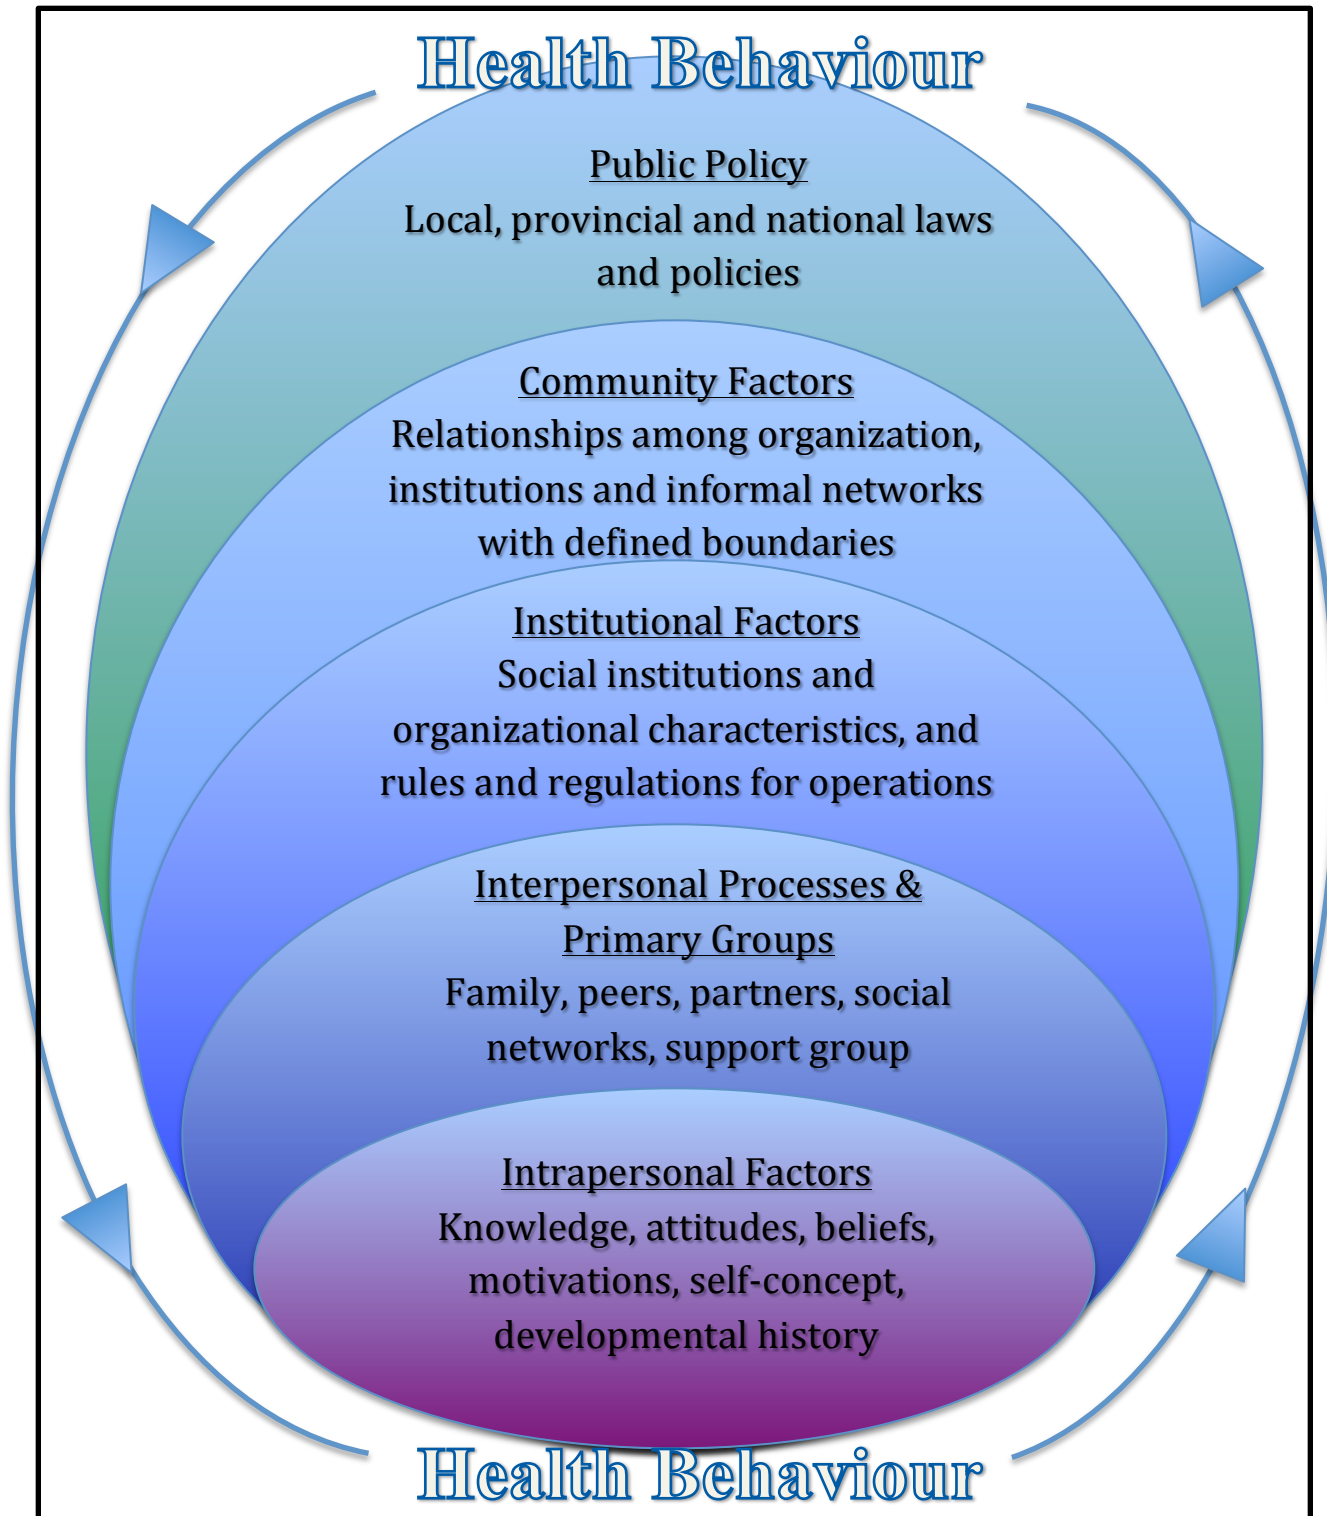 Health Behaviour
Public Policy
Local, provincial and national laws
and policies
Community Factors
Relationships among organization,
institutions and informal networks
with defined boundaries
Institutional Factors
Social institutions and
organizational characteristics, and
rules and regulations for operations
Interpersonal Processes &
Primary Groups
Family, peers, partners, social
networks, support group
Intrapersonal Factors
Knowledge, attitudes, beliefs,
motivations, self-concept,
developmental history
Health Behaviour